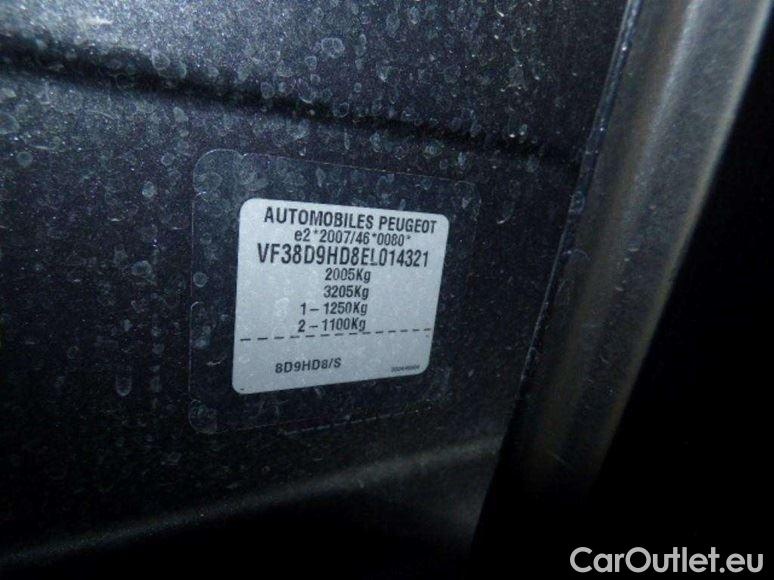 AUTOMOBILES PEUGEOT
e2*2007/46*0080*
VF38D9HD8EL014321
2005Kg
3205Kg
1-1250Kg
2-1100Kg
8D9HD8/S
CarOutlet.eu